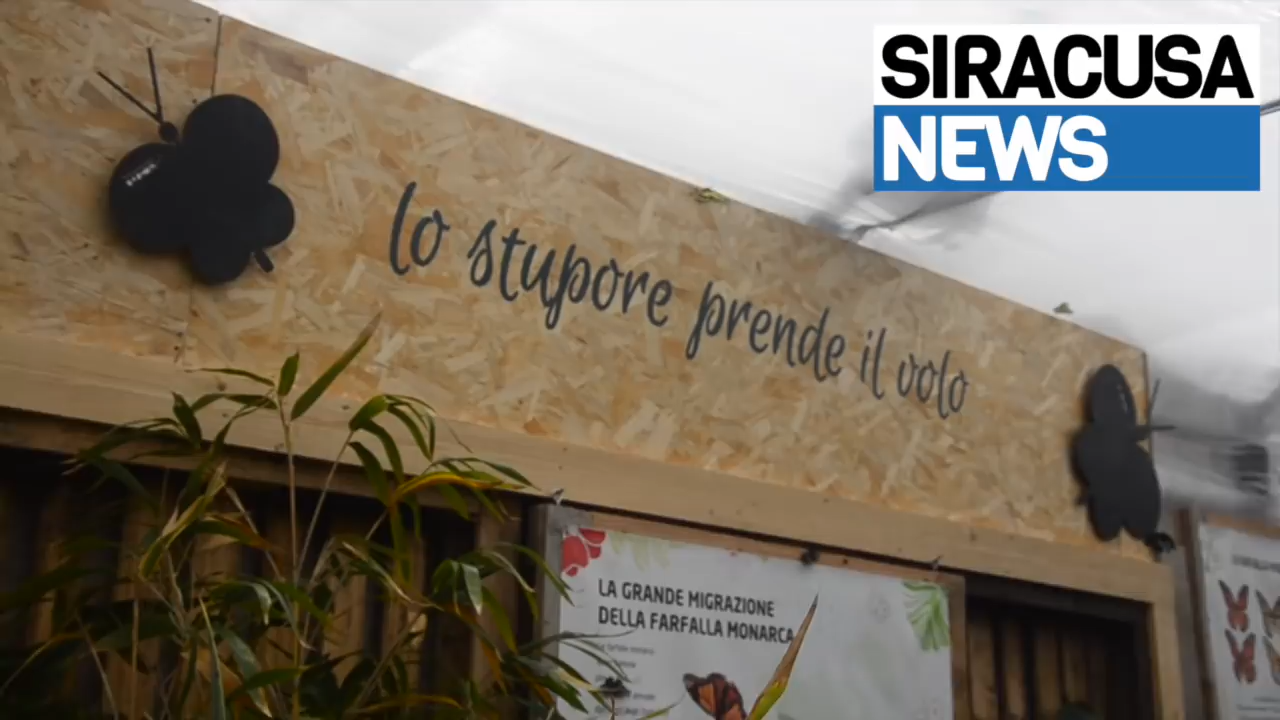 SIRACUSA
NEWS
lo stupore prende il volo
LA GRANDE MIGRAZIONE
DELLA FARFALLA MONARCA